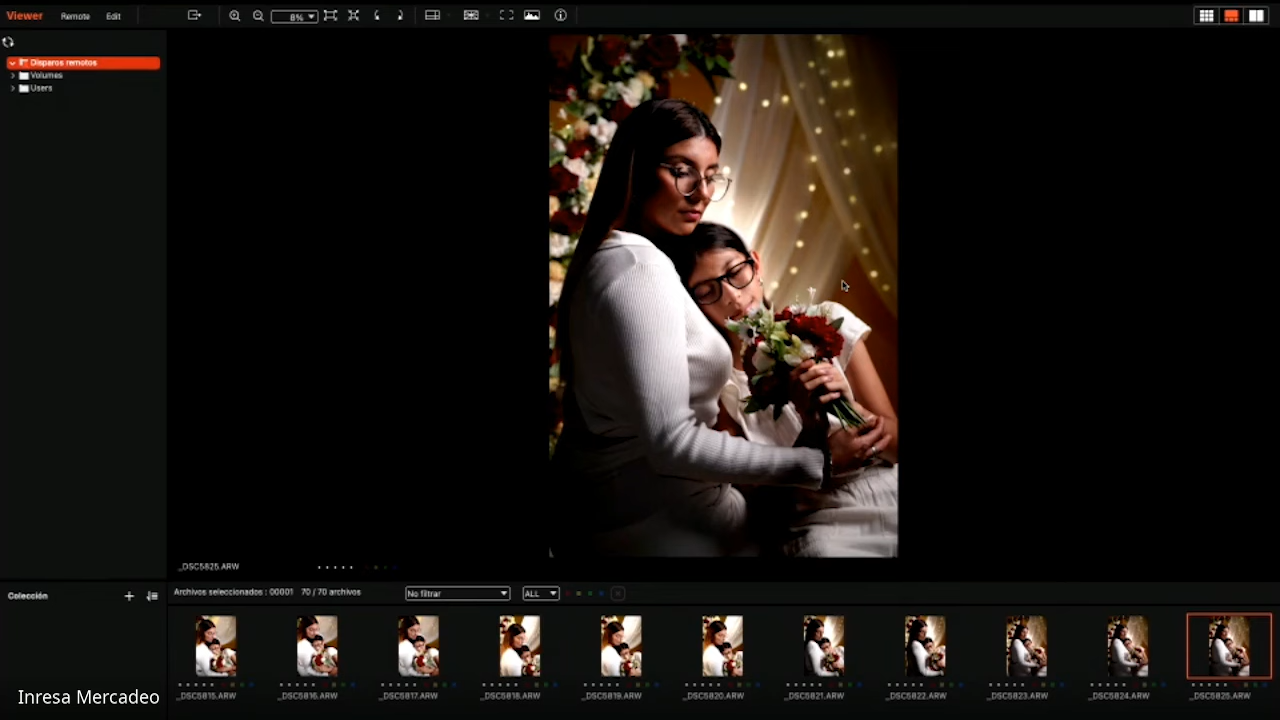 Viewer Remote Edit 8%
Disparos remotos
Volumes
Users
_DSC5825.ARW
Colección
Archivos seleccionados : 00001 70 / 70 archivos No filtrar ALL
_DSC5815.ARW _DSC5816.ARW _DSC5817.ARW _DSC5818.ARW _DSC5819.ARW _DSC5820.ARW _DSC5821.ARW _DSC5822.ARW _DSC5823.ARW _DSC5824.ARW _DSC5825.ARW
Inresa Mercadeo